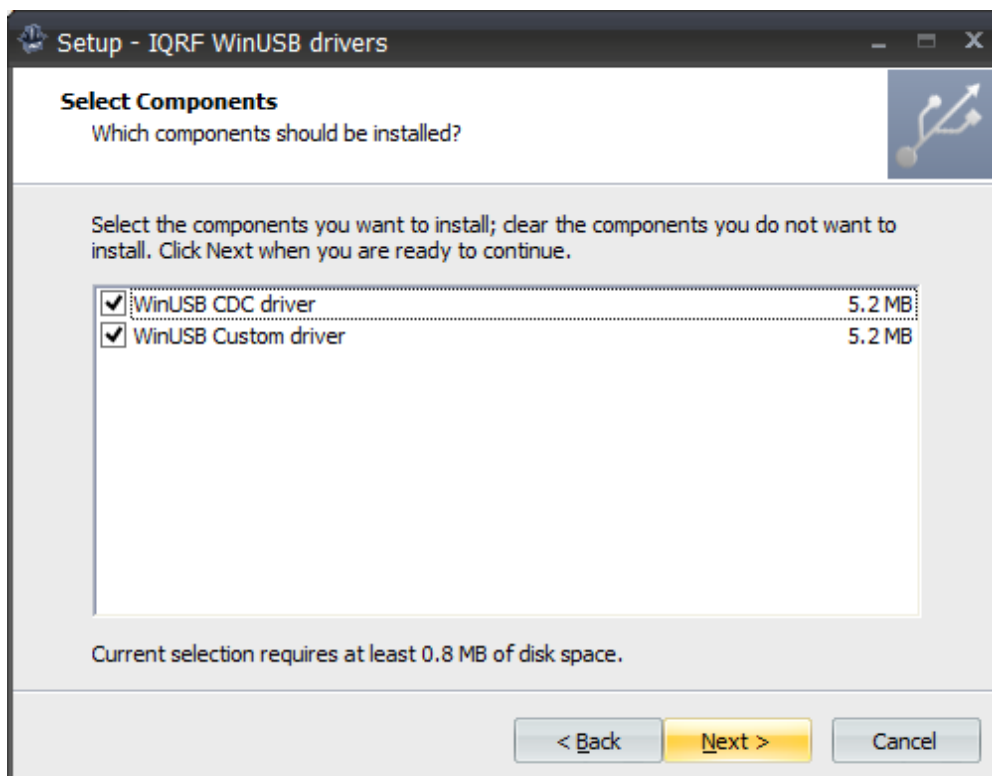 Setup - IQRF WinUSB drivers
Select Components
Which components should be installed?
Select the components you want to install; clear the components you do not want to
install. Click Next when you are ready to continue.
WinUSB CDC driver 5.2 MB
WinUSB Custom driver 5.2 MB
Current selection requires at least 0.8 MB of disk space.
< Back Next > Cancel